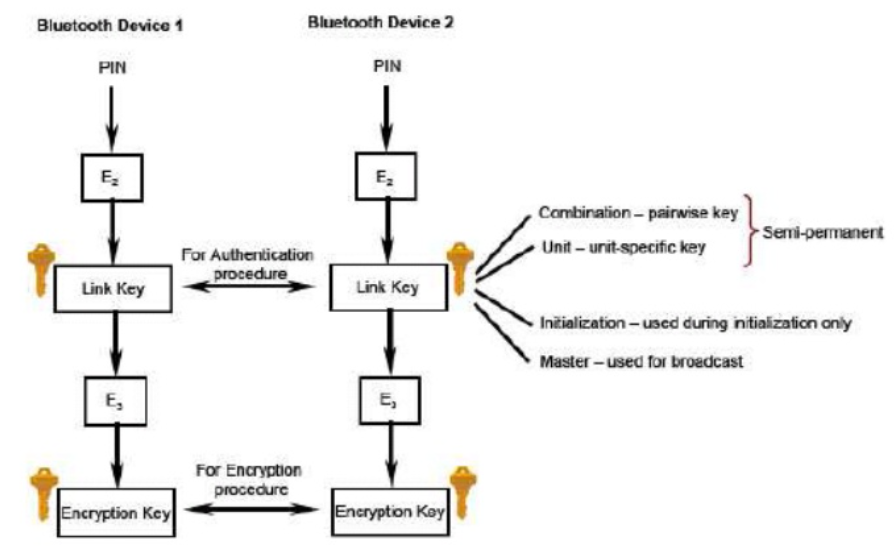 Bluetooth Device 1
Bluetooth Device 2
PIN
PIN
E₂
E₂
Combination – pairwise key
Semi-permanent
Unit – unit-specific key
For Authentication
procedure
Link Key
Link Key
Initialization – used during initialization only
Master – used for broadcast
E₃
E₃
For Encryption
procedure
Encryption Key
Encryption Key